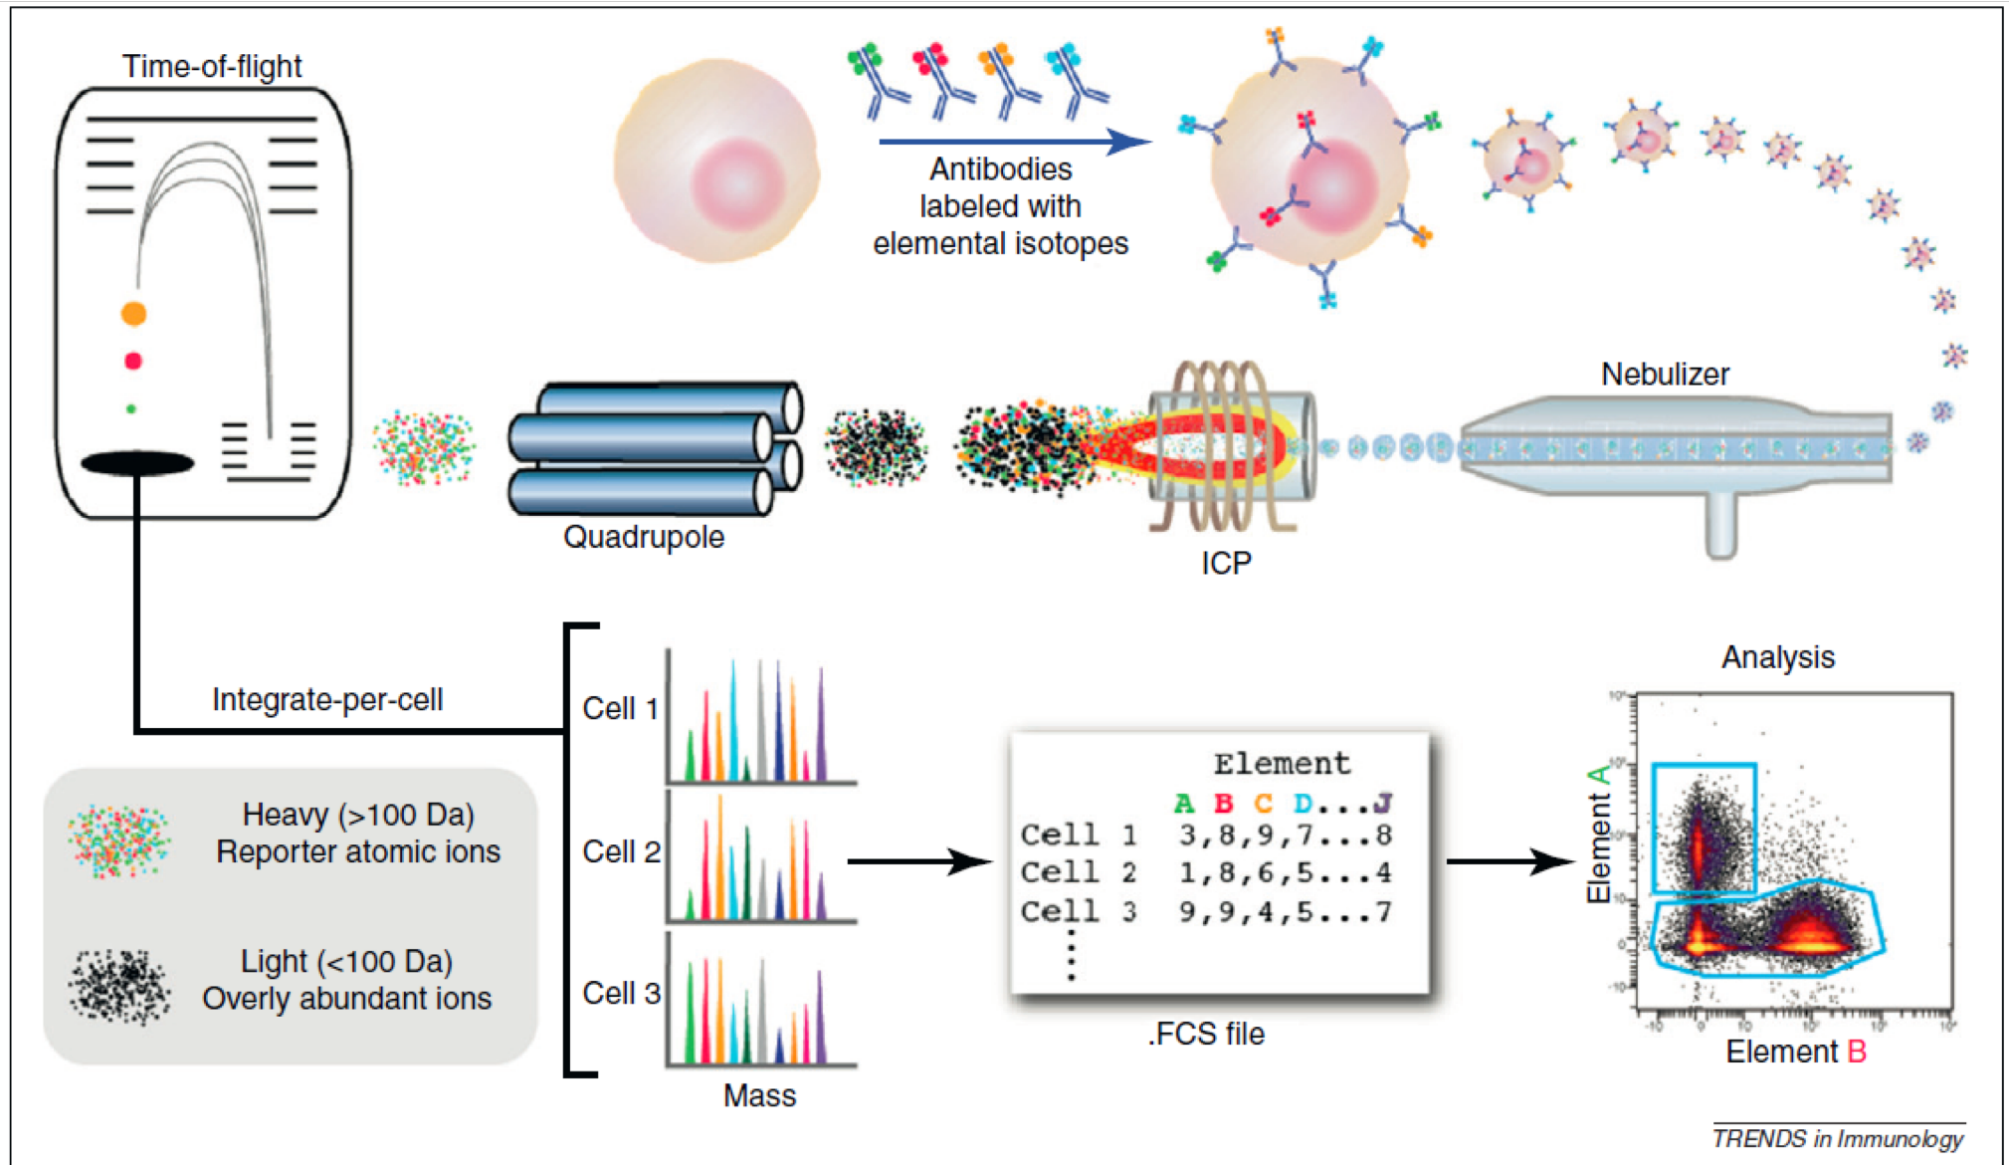 Time-of-flight
Antibodies
labeled with
elemental isotopes
Nebulizer
Quadrupole
ICP
Integrate-per-cell
Heavy (>100 Da)
Reporter atomic ions
Light (<100 Da)
Overly abundant ions
Cell 1
Cell 2
Cell 3
Mass
Element
A B C D...J
Cell 1 3,8,9,7...8
Cell 2 1,8,6,5...4
Cell 3 9,9,4,5...7
.FCS file
Analysis
Element A
Element B
TRENDS in Immunology